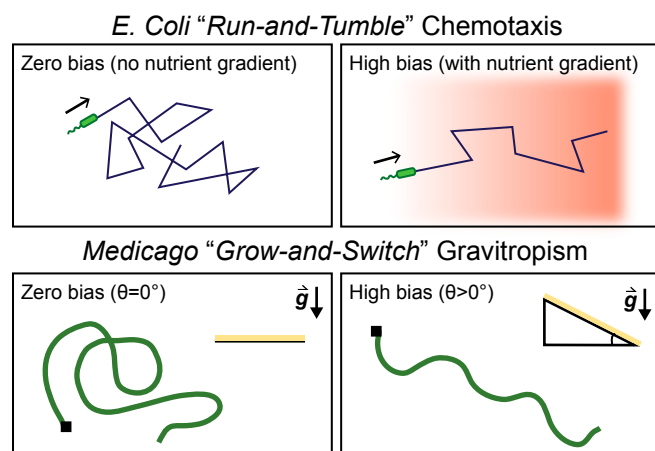 E. Coli “Run-and-Tumble” Chemotaxis
Zero bias (no nutrient gradient)
High bias (with nutrient gradient)
Medicago “Grow-and-Switch” Gravitropism
Zero bias (θ=0°)
g
High bias (θ>0°)
g